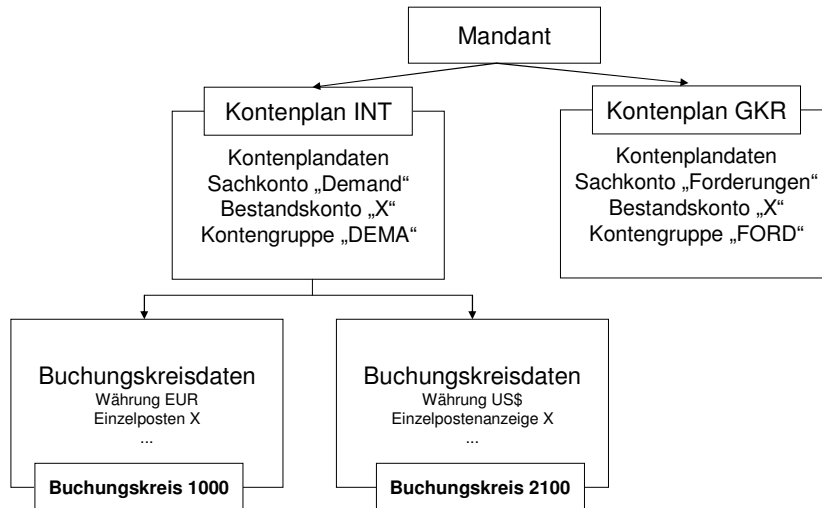 Mandant
Kontenplan INT
Kontenplandaten
Sachkonto „Demand“
Bestandskonto „X“
Kontengruppe „DEMA“
Kontenplan GKR
Kontenplandaten
Sachkonto „Forderungen“
Bestandskonto „X“
Kontengruppe „FORD“
Buchungskreisdaten
Währung EUR
Einzelposten X
...
Buchungskreis 1000
Buchungskreisdaten
Währung US$
Einzelpostenanzeige X
...
Buchungskreis 2100